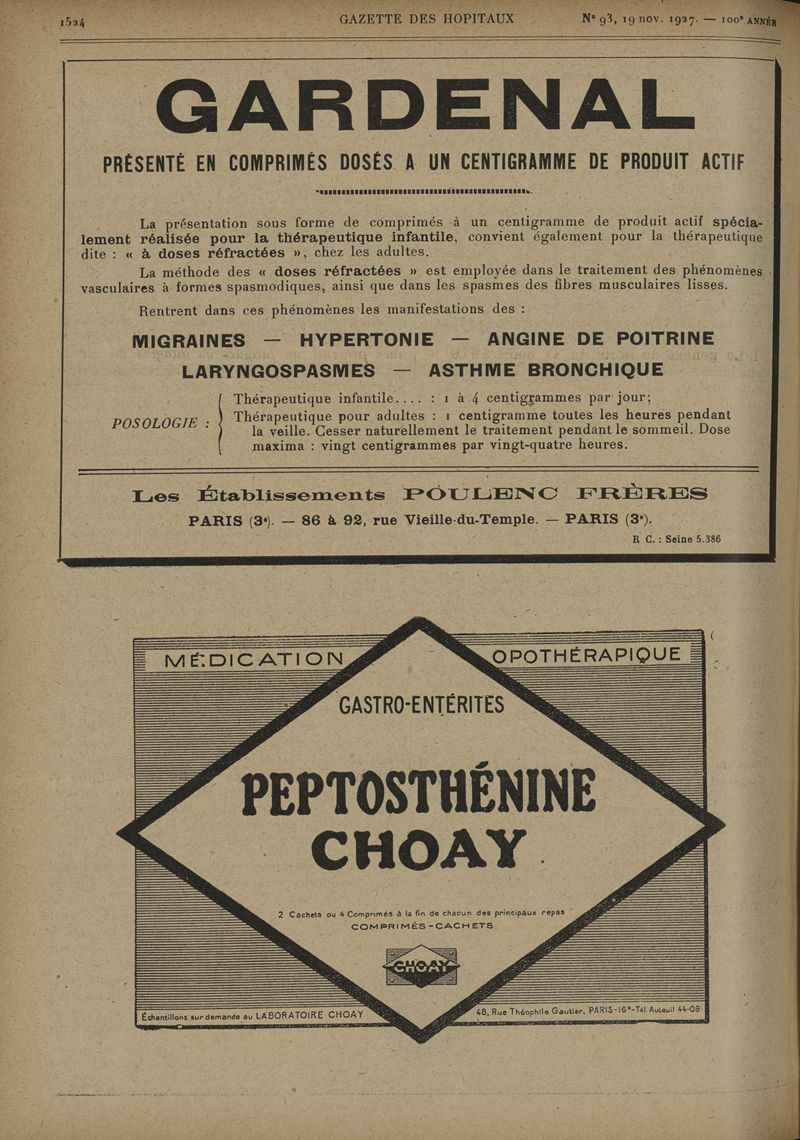 1524
GAZETTE DES HOPITAUX
N° 93, 19 nov. 1927. — 100e ANNÉE
GARDENAL
PRÉSENTÉ EN COMPRIMÉS DOSÉS A UN CENTIGRAMME DE PRODUIT ACTIF
La présentation sous forme de comprimés à un centigramme de produit actif spécia-
lement réalisée pour la thérapeutique infantile, convient également pour la thérapeutique
dite : « à doses réfractées », chez les adultes.
La méthode des « doses réfractées » est employée dans le traitement des phénomènes
vasculaires à formes spasmodiques, ainsi que dans les spasmes des fibres musculaires lisses.
Rentrent dans ces phénomènes les manifestations des :
MIGRAINES — HYPERTONIE — ANGINE DE POITRINE
LARYNGOSPASMES — ASTHME BRONCHIQUE
POSOLOGIE :
Thérapeutique infantile.... : 1 à 4 centigrammes par jour;
Thérapeutique pour adultes : 1 centigramme toutes les heures pendant
la veille. Cesser naturellement le traitement pendant le sommeil. Dose
maxima : vingt centigrammes par vingt-quatre heures.
Les Établissements POULENC FRÈRES
PARIS (3e). — 86 à 92, rue Vieille-du-Temple. — PARIS (3e).
R C. : Seine 5.386
MÉDICATION
OPOTHÉRAPIQUE
GASTRO-ENTÉRITES
PEPTOSTHÉNINE
CHOAY
2 Cachets ou 4 Comprimés à la fin de chacun des principaux repas
COMPRIMÉS-CACHETS
CHOAY
Échantillons sur demande au LABORATOIRE CHOAY
48, Rue Théophile Gautier, PARIS-16e-Tél. Auteuil 44-09